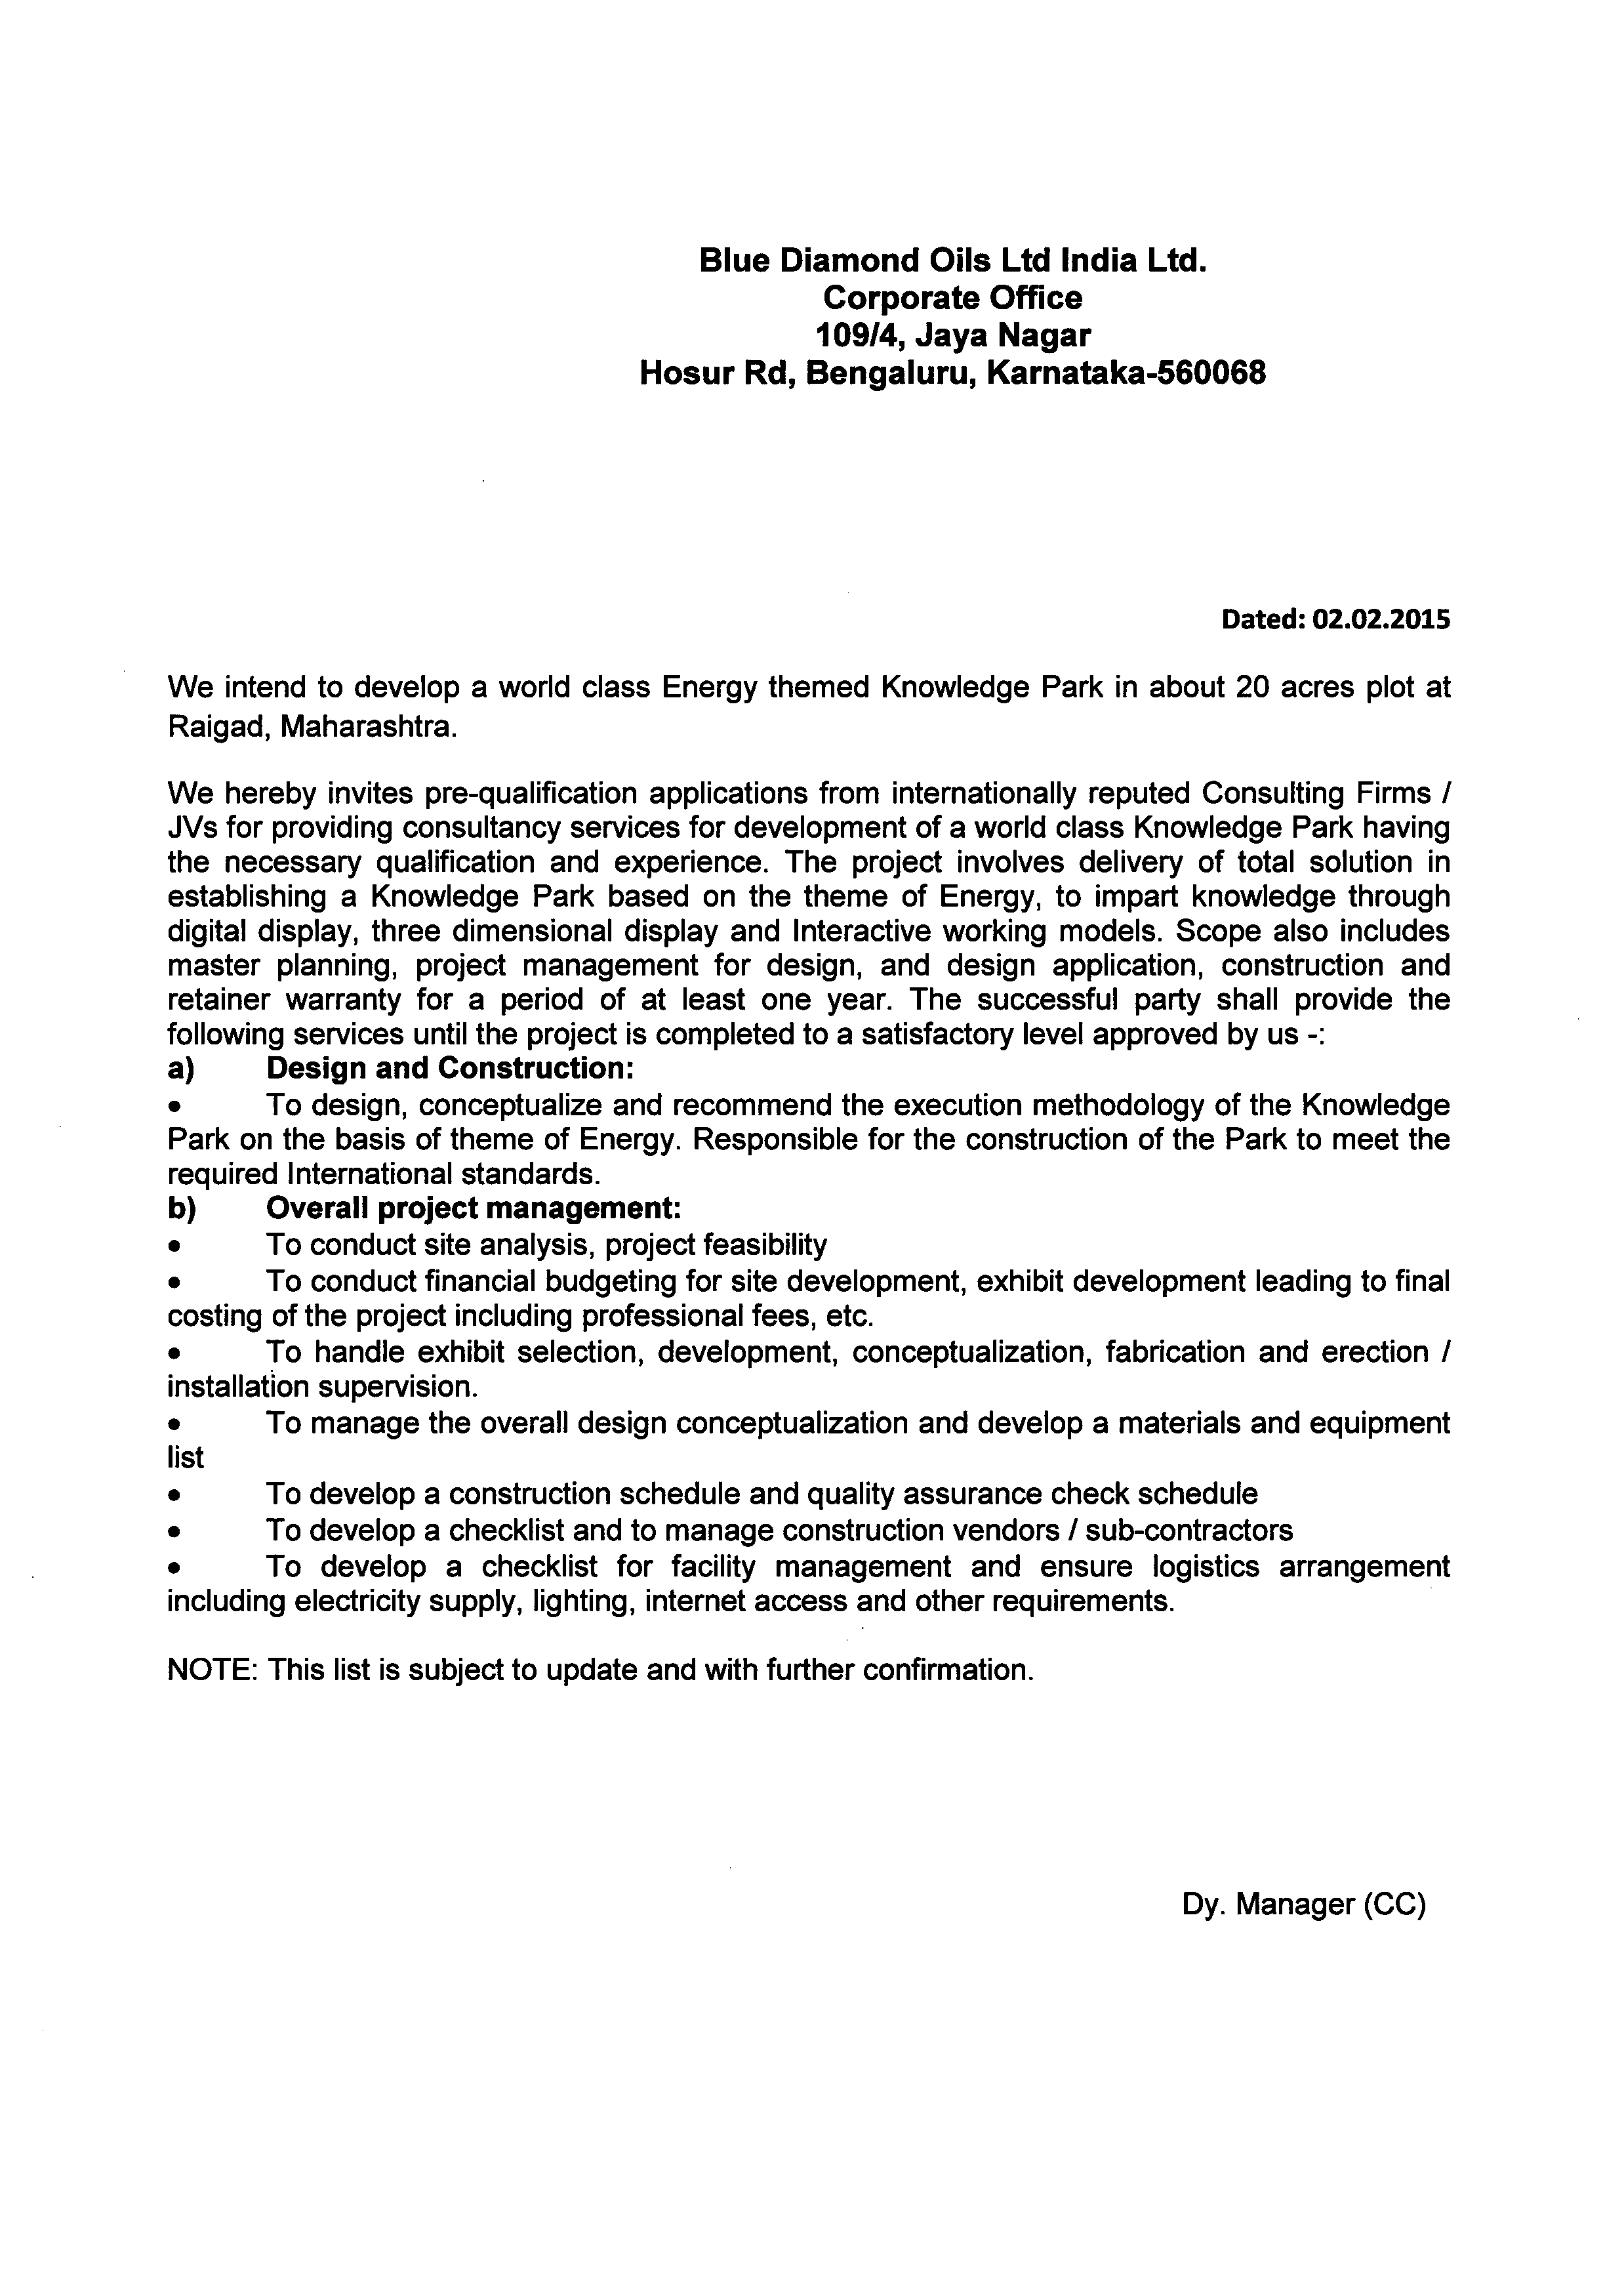 Blue Diamond Oils Ltd India Ltd.
Corporate Office
109/4, Jaya Nagar
Hosur Rd, Bengaluru, Karnataka-560068
Dated: 02.02.2015
We intend to develop a world class Energy themed Knowledge Park in about 20 acres plot at
Raigad, Maharashtra.
We hereby invites pre-qualification applications from internationally reputed Consulting Firms /
JVs for providing consultancy services for development of a world class Knowledge Park having
the necessary qualification and experience. The project involves delivery of total solution in
establishing a Knowledge Park based on the theme of Energy, to impart knowledge through
digital display, three dimensional display and Interactive working models. Scope also includes
master planning, project management for design, and design application, construction and
retainer warranty for a period of at least one year. The successful party shall provide the
following services until the project is completed to a satisfactory level approved by us -:
a) Design and Construction:
• To design, conceptualize and recommend the execution methodology of the Knowledge
Park on the basis of theme of Energy. Responsible for the construction of the Park to meet the
required International standards.
b) Overall project management:
• To conduct site analysis, project feasibility
• To conduct financial budgeting for site development, exhibit development leading to final
costing of the project including professional fees, etc.
• To handle exhibit selection, development, conceptualization, fabrication and erection /
installation supervision.
• To manage the overall design conceptualization and develop a materials and equipment
list
• To develop a construction schedule and quality assurance check schedule
• To develop a checklist and to manage construction vendors / sub-contractors
• To develop a checklist for facility management and ensure logistics arrangement
including electricity supply, lighting, internet access and other requirements.
NOTE: This list is subject to update and with further confirmation.
Dy. Manager (CC)